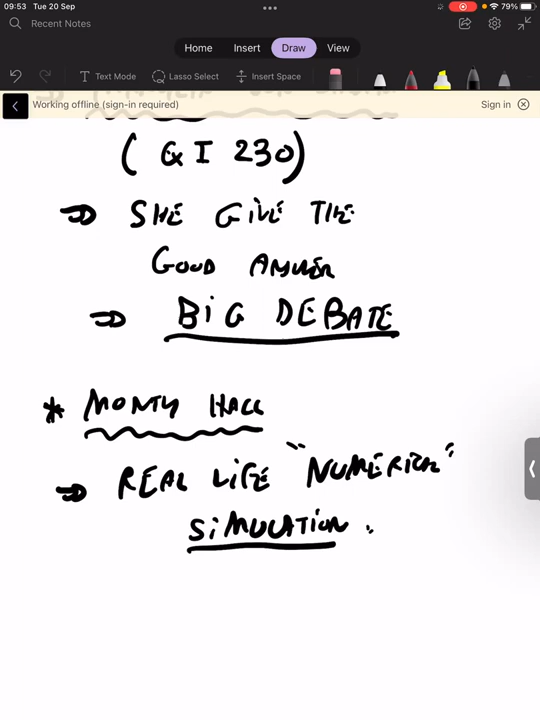 09:53 Tue 20 Sep
79%
Recent Notes
Home Insert Draw View
Text Mode Lasso Select Insert Space
Working offline (sign-in required) Sign in
(QI 230)
⇒ SHE GIVE THE
GOOD ANSWER
⇒ BIG DEBATE
* MONTY HALL
⇒ REAL LIFE "NUMERICAL"
SIMULATION.